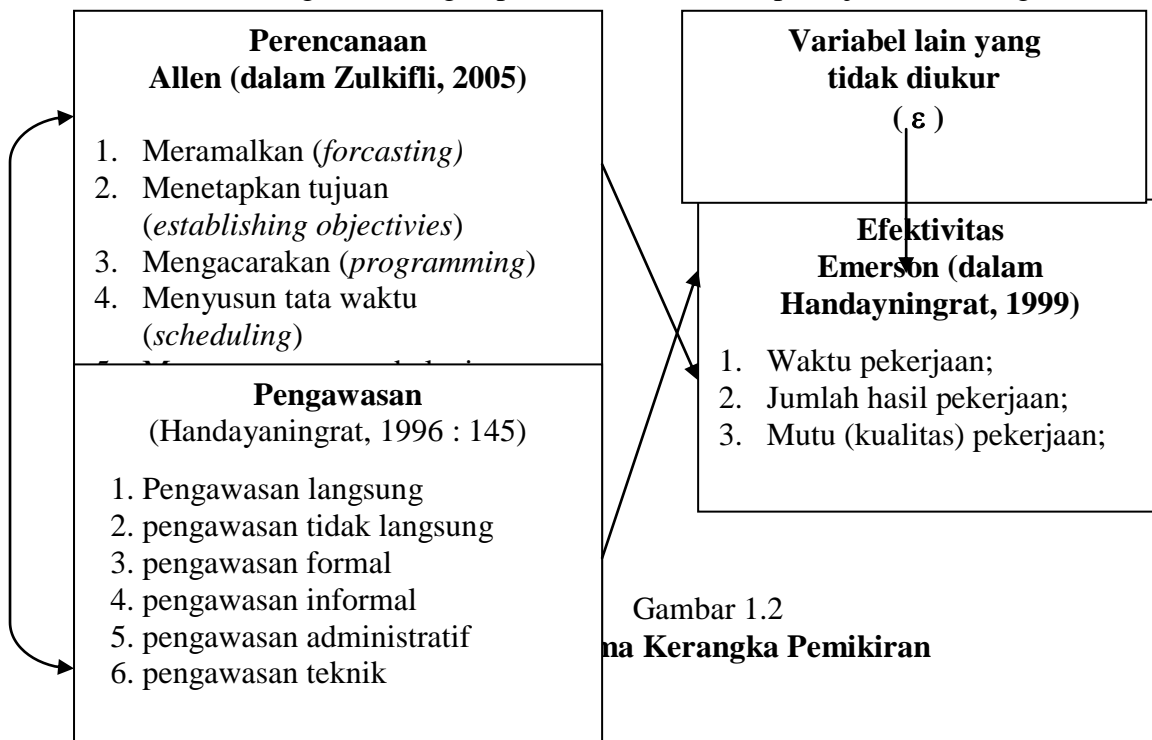 Perencanaan
Allen (dalam Zulkifli, 2005)
1. Meramalkan (forcasting)
2. Menetapkan tujuan
(establishing objectivies)
3. Mengacarakan (programming)
4. Menyusun tata waktu
(scheduling)
Pengawasan
(Handayaningrat, 1996 : 145)
1. Pengawasan langsung
2. pengawasan tidak langsung
3. pengawasan formal
4. pengawasan informal
5. pengawasan administratif
6. pengawasan teknik
Variabel lain yang
tidak diukur
( ε )
Efektivitas
Emerson (dalam
Handayningrat, 1999)
1. Waktu pekerjaan;
2. Jumlah hasil pekerjaan;
3. Mutu (kualitas) pekerjaan;
Gambar 1.2
Kerangka Pemikiran